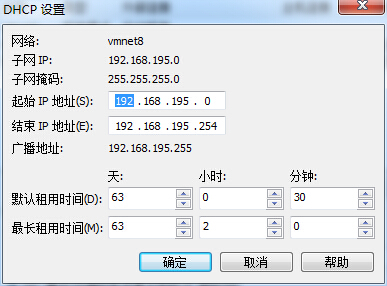 DHCP 设置
网络: vmnet8
子网 IP: 192.168.195.0
子网掩码: 255.255.255.0
起始 IP 地址(S): 192 . 168 . 195 . 0
结束 IP 地址(E): 192 . 168 . 195 . 254
广播地址: 192.168.195.255
天: 小时: 分钟:
默认租用时间(D): 63 0 30
最长租用时间(M): 63 2 0
确定 取消 帮助